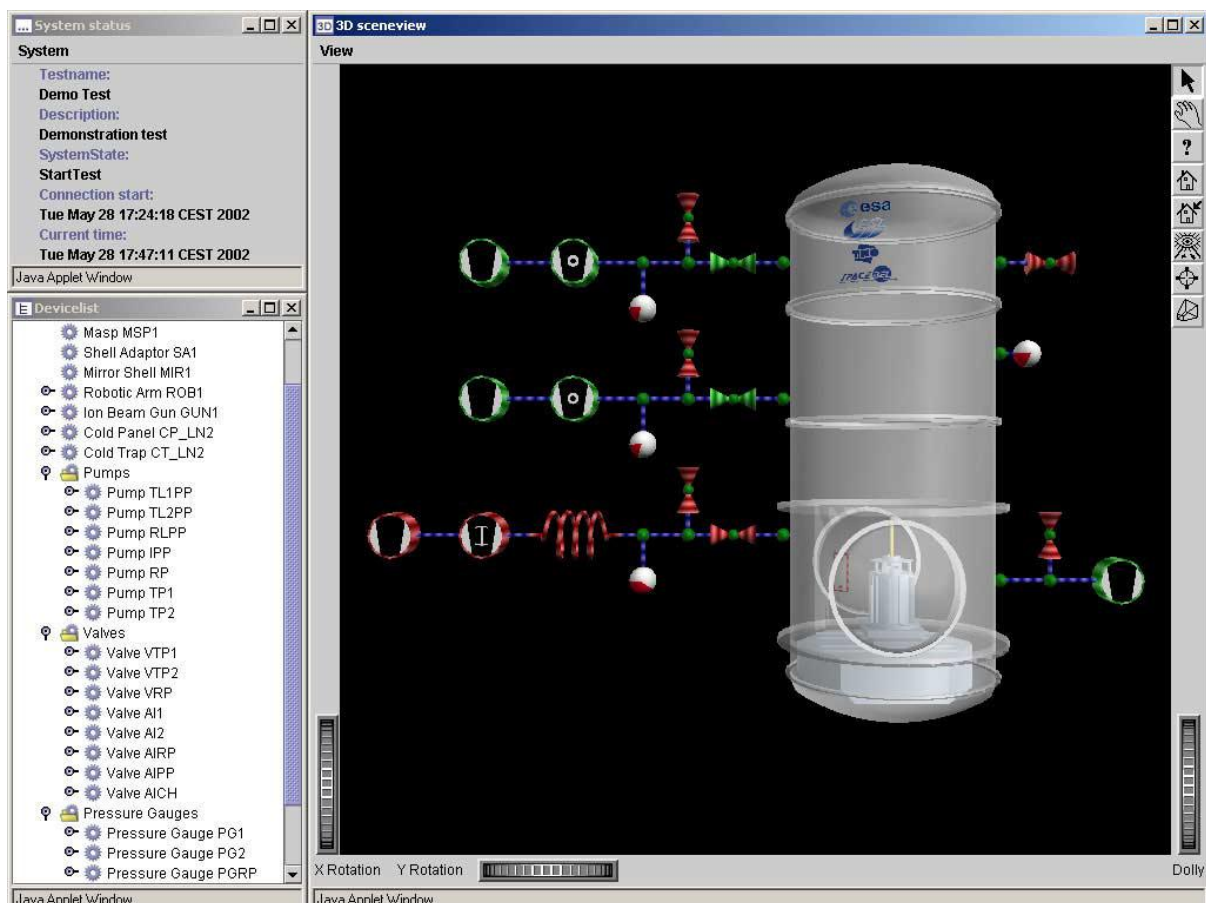 System status
System
Testname:
Demo Test
Description:
Demonstration test
SystemState:
StartTest
Connection start:
Tue May 28 17:24:18 CEST 2002
Current time:
Tue May 28 17:47:11 CEST 2002
Java Applet Window
Devicelist
Masp MSP1
Shell Adaptor SA1
Mirror Shell MIR1
Robotic Arm ROB1
Ion Beam Gun GUN1
Cold Panel CP_LN2
Cold Trap CT_LN2
Pumps
Pump TL1PP
Pump TL2PP
Pump RLPP
Pump IPP
Pump RP
Pump TP1
Pump TP2
Valves
Valve VTP1
Valve VTP2
Valve VRP
Valve AI1
Valve AI2
Valve AIRP
Valve AIPP
Valve AICH
Pressure Gauges
Pressure Gauge PG1
Pressure Gauge PG2
Pressure Gauge PGRP
Java Applet Window
3D 3D sceneview
View
?
esa
SPACEBEL
X Rotation Y Rotation
Dolly
Java Applet Window